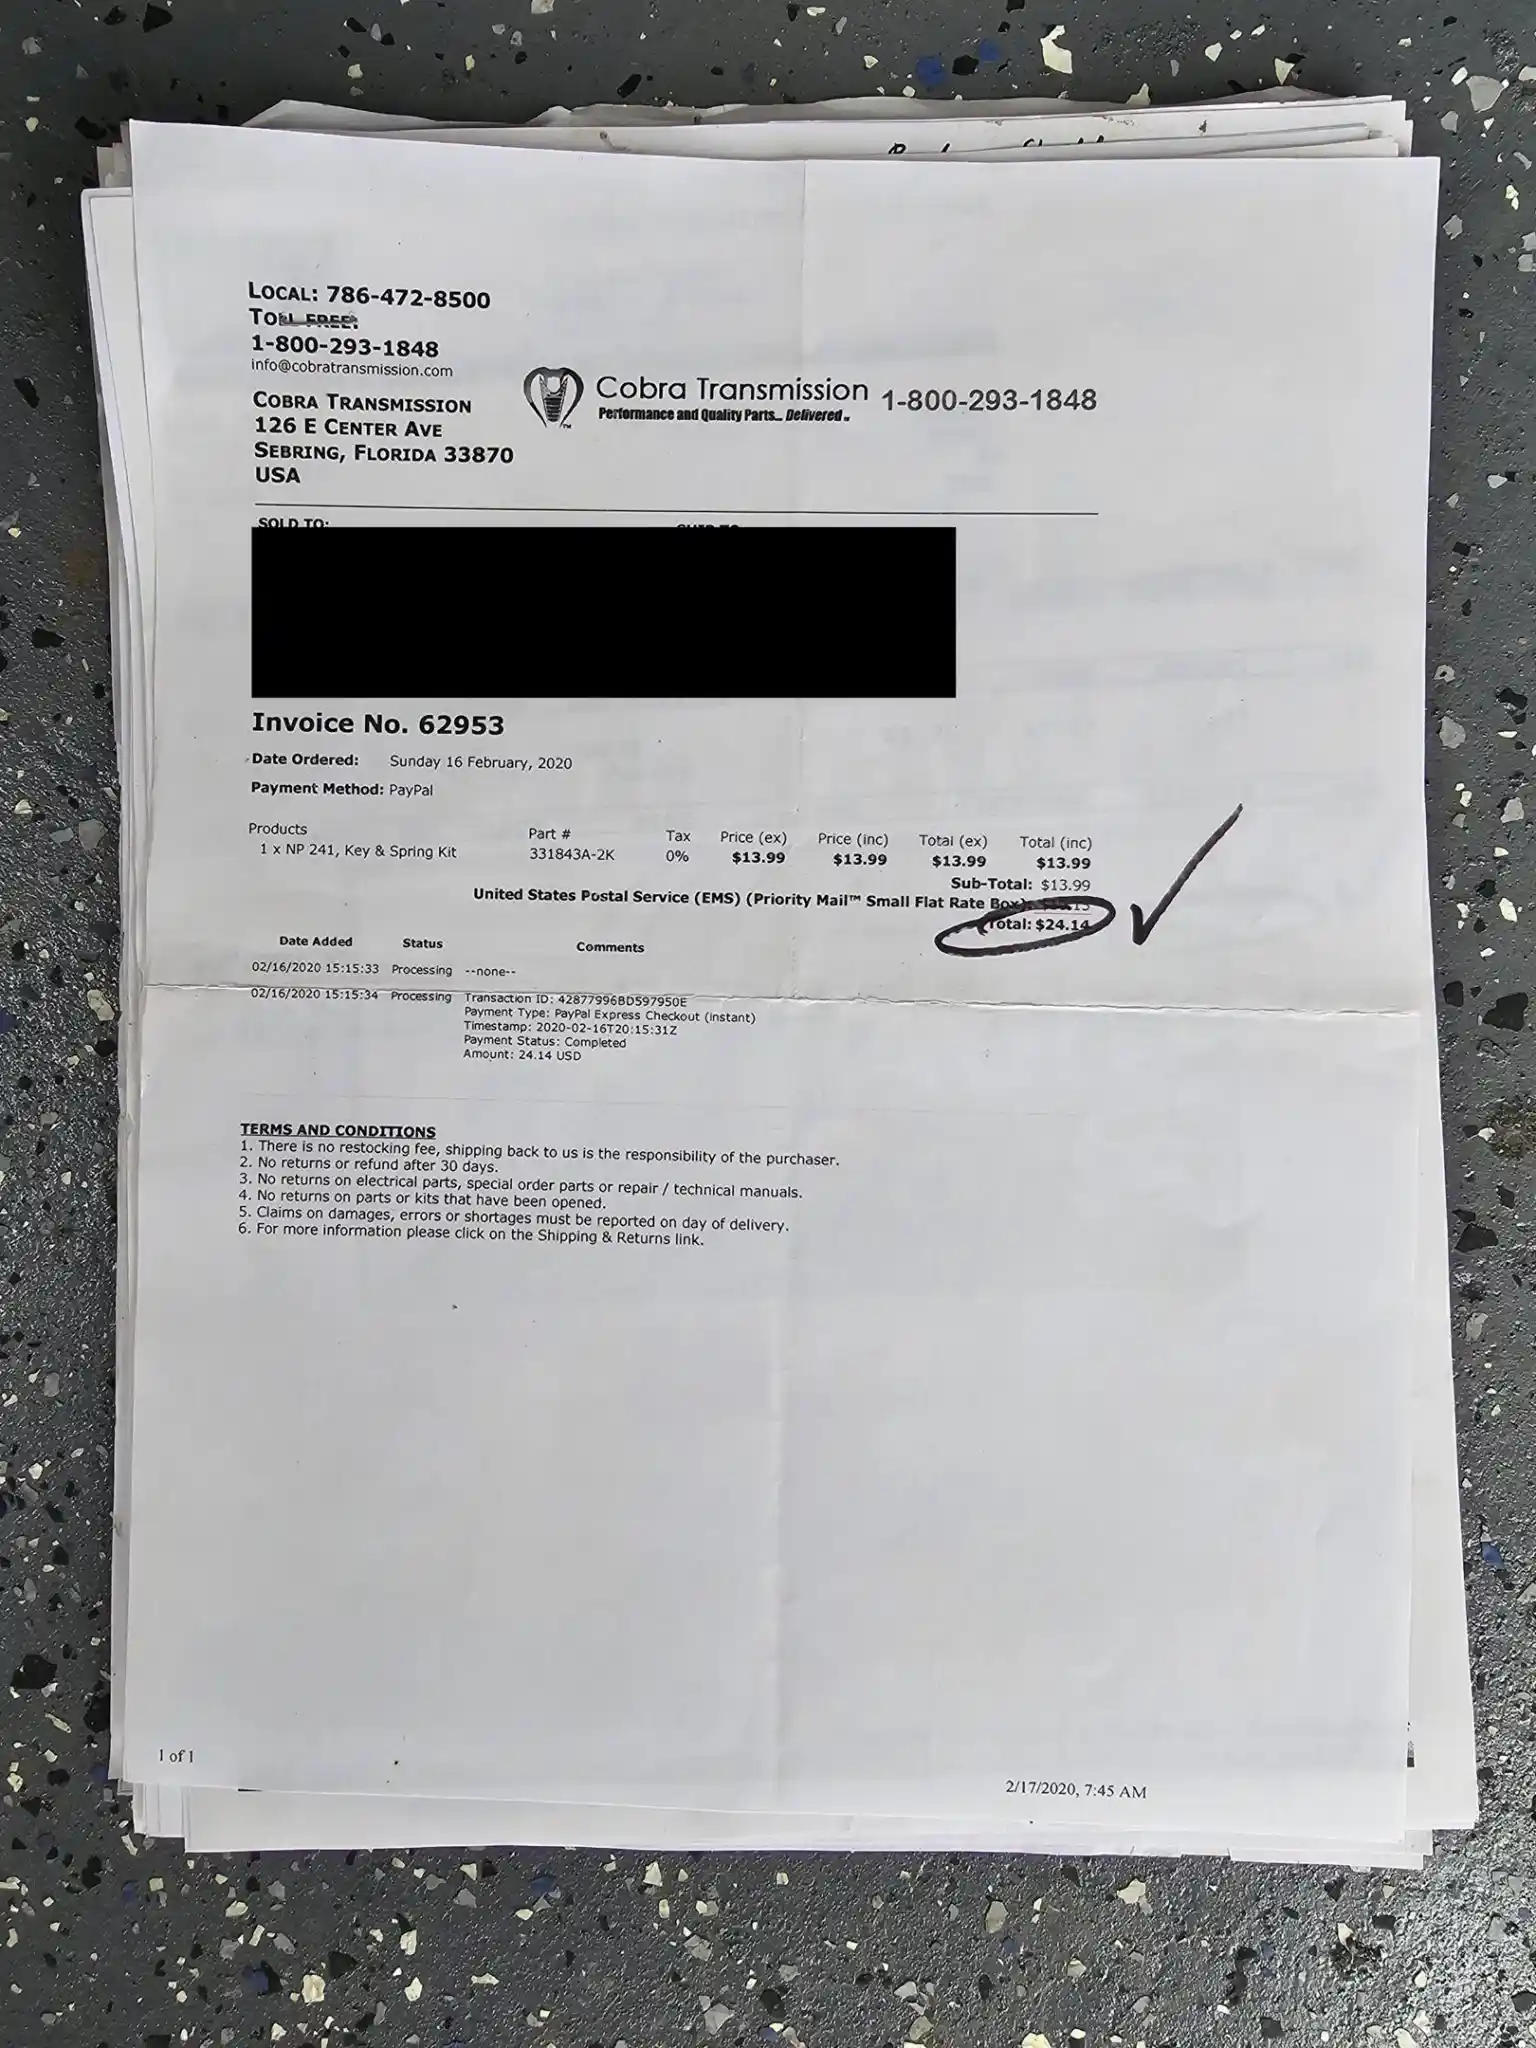 LOCAL: 786-472-8500
TOLL FREE:
1-800-293-1848
info@cobratransmission.com
COBRA TRANSMISSION
126 E CENTER AVE
SEBRING, FLORIDA 33870
USA
Cobra Transmission 1-800-293-1848
Performance and Quality Parts... Delivered
TM
SOLD TO: SHIP TO
Invoice No. 62953
Date Ordered: Sunday 16 February, 2020
Payment Method: PayPal
Products Part # Tax Price (ex) Price (inc) Total (ex) Total (inc)
1 x NP 241, Key & Spring Kit 331843A-2K 0% $13.99 $13.99 $13.99 $13.99
Sub-Total: $13.99
United States Postal Service (EMS) (Priority Mail™ Small Flat Rate Box):
Total: $24.14
Date Added Status Comments
02/16/2020 15:15:33 Processing --none--
02/16/2020 15:15:34 Processing Transaction ID: 42877996BD597950E
Payment Type: PayPal Express Checkout (instant)
Timestamp: 2020-02-16T20:15:31Z
Payment Status: Completed
Amount: 24.14 USD
TERMS AND CONDITIONS
1. There is no restocking fee, shipping back to us is the responsibility of the purchaser.
2. No returns or refund after 30 days.
3. No returns on electrical parts, special order parts or repair / technical manuals.
4. No returns on parts or kits that have been opened.
5. Claims on damages, errors or shortages must be reported on day of delivery.
6. For more information please click on the Shipping & Returns link.
1 of 1
2/17/2020, 7:45 AM